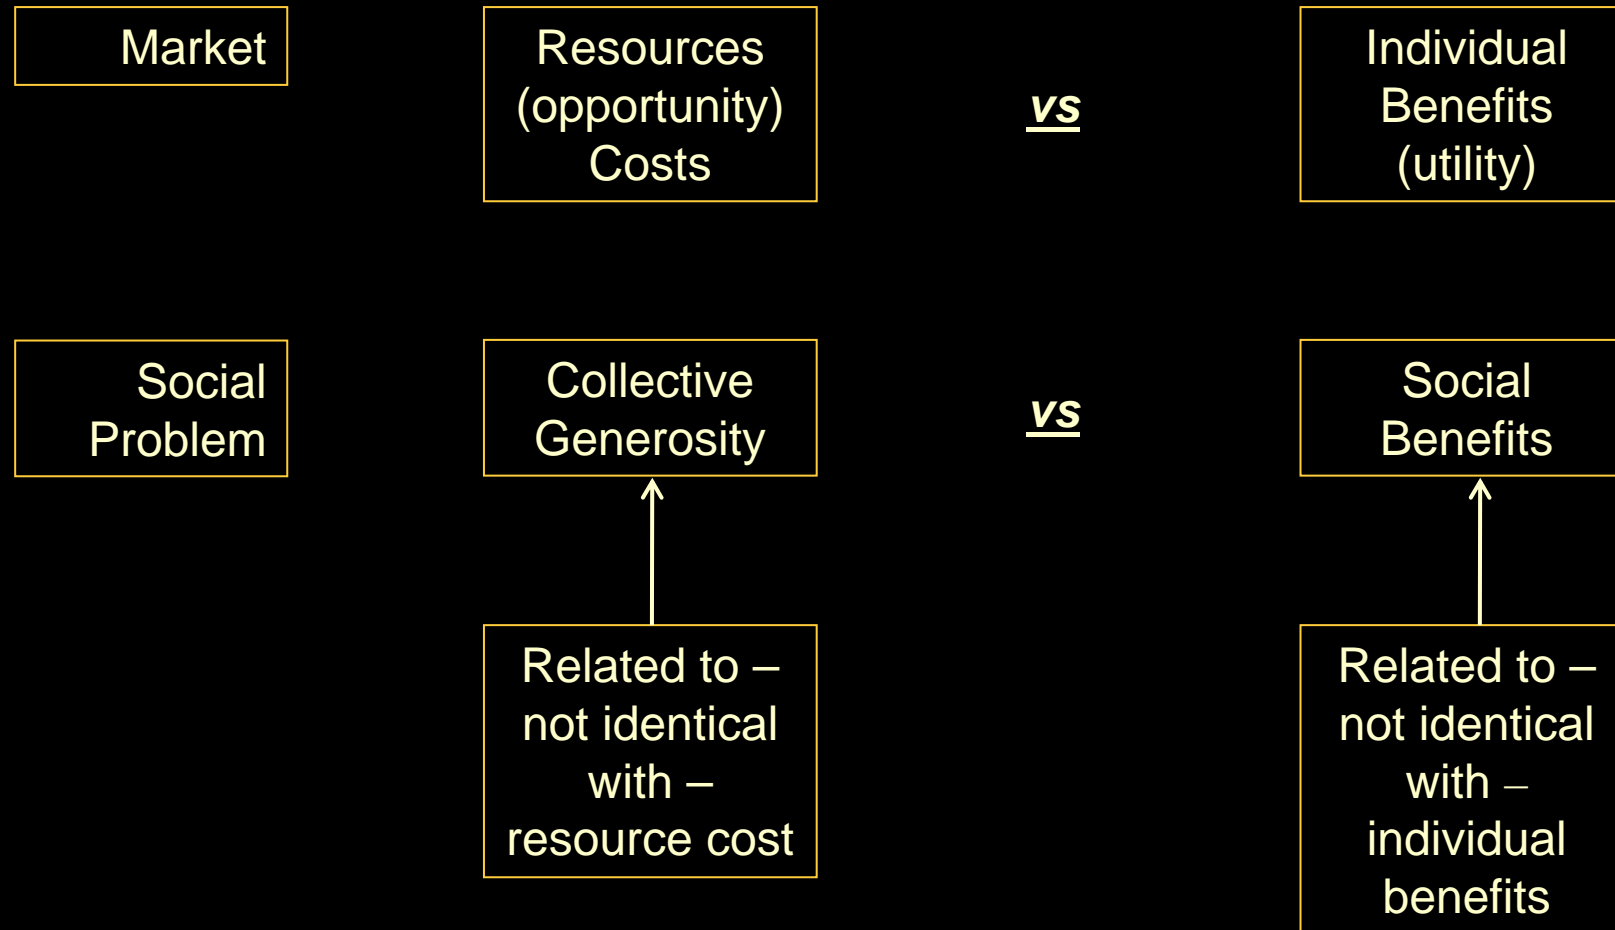 Market
Resources
(opportunity)
Costs
vs
Individual
Benefits
(utility)
Social
Problem
Collective
Generosity
vs
Social
Benefits
Related to –
not identical
with –
resource cost
Related to –
not identical
with –
individual
benefits